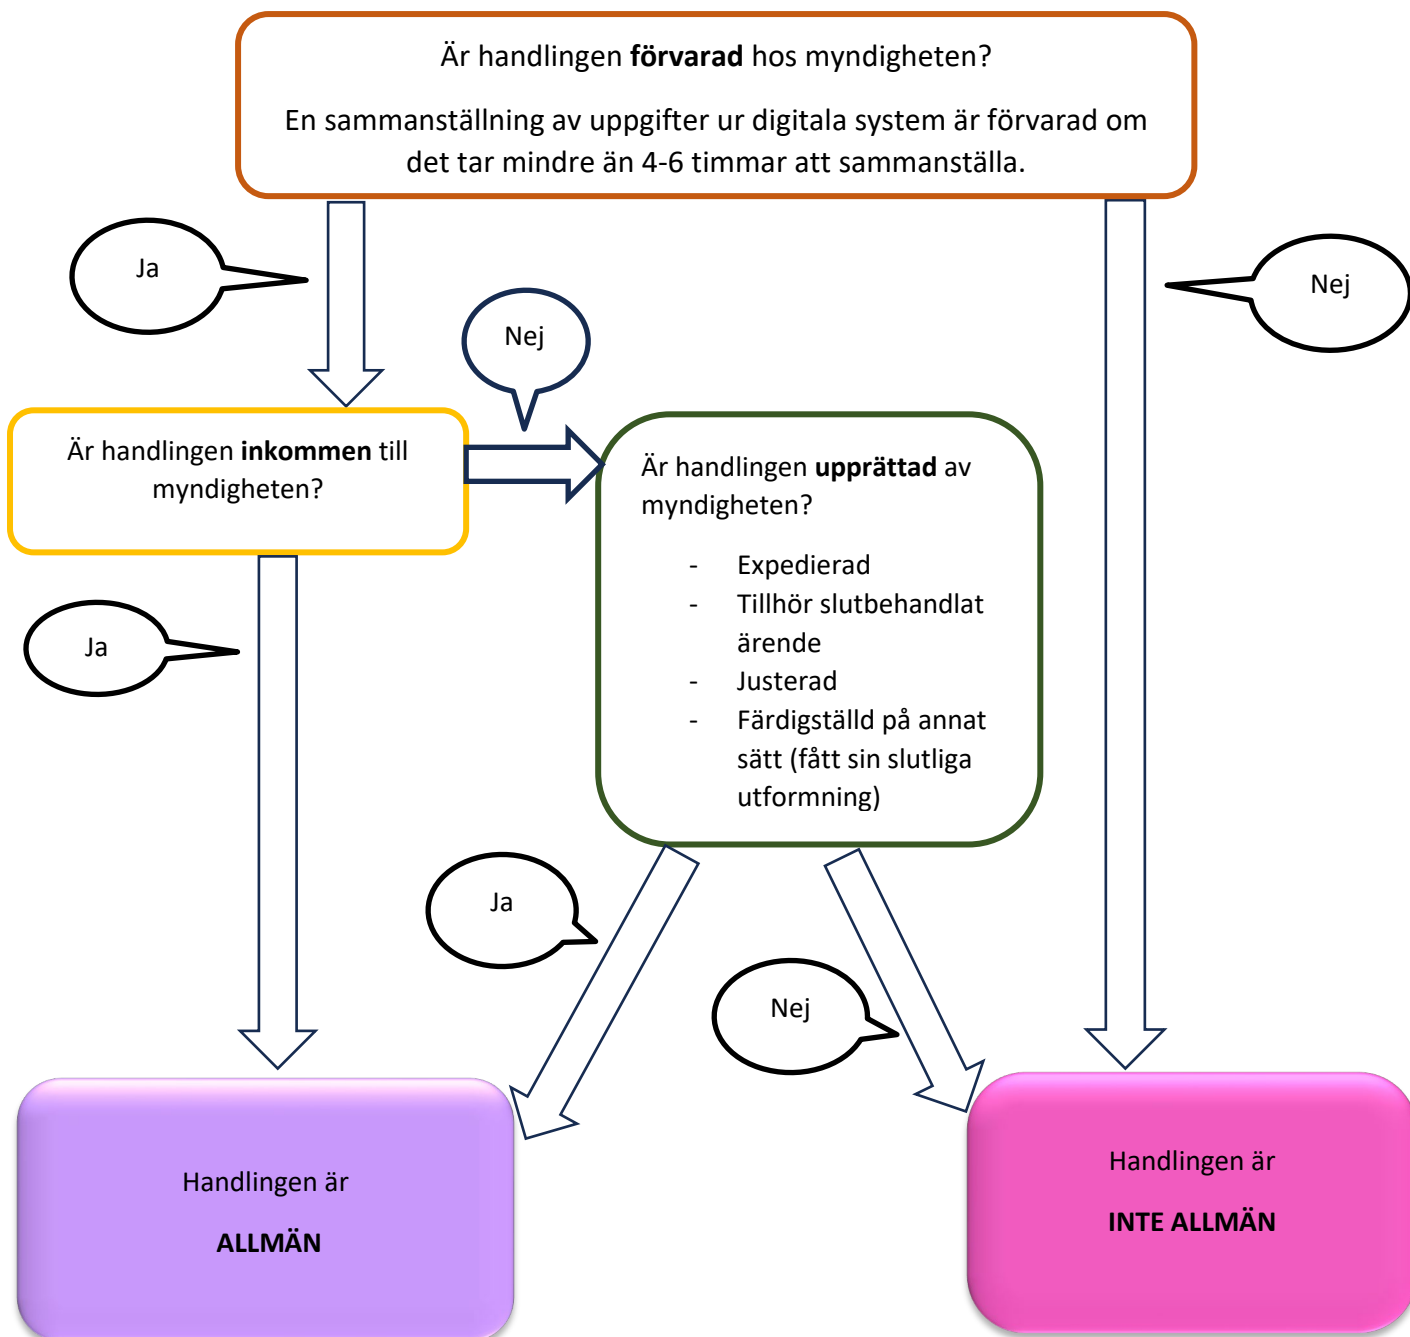 Är handlingen förvarad hos myndigheten?
En sammanställning av uppgifter ur digitala system är förvarad om
det tar mindre än 4-6 timmar att sammanställa.
Ja
Nej
Nej
Är handlingen inkommen till
myndigheten?
Är handlingen upprättad av
myndigheten?
- Expedierad
- Tillhör slutbehandlat
ärende
- Justerad
- Färdigställd på annat
sätt (fått sin slutliga
utformning)
Ja
Ja
Nej
Handlingen är
ALLMÄN
Handlingen är
INTE ALLMÄN